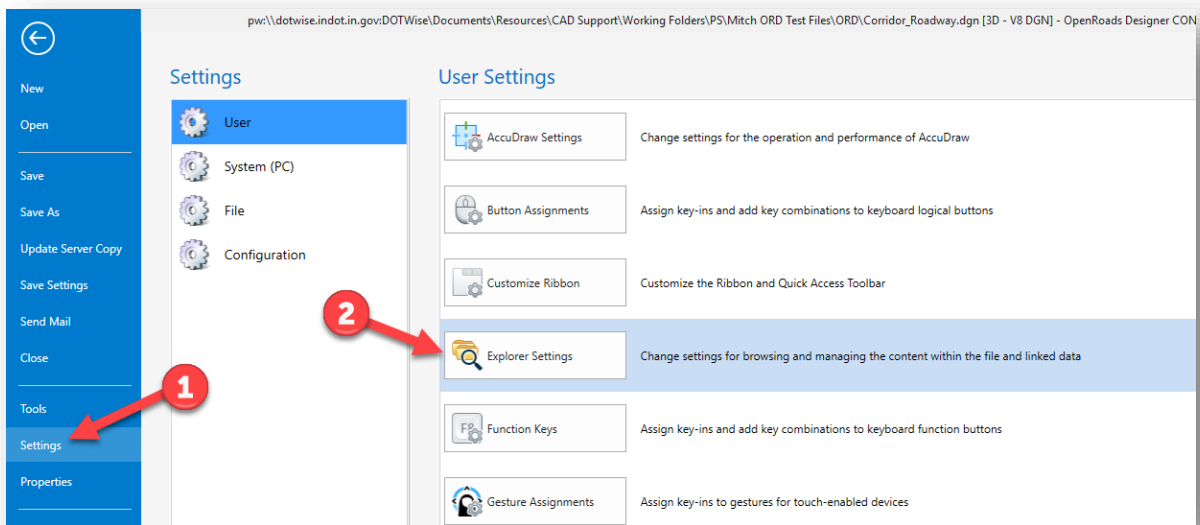 pw:\\dotwise.indot.in.gov:DOTWise\Documents\Resources\CAD Support\Working Folders\PS\Mitch ORD Test Files\ORD\Corridor_Roadway.dgn [3D - V8 DGN] - OpenRoads Designer CON
New
Open
Save
Save As
Update Server Copy
Save Settings
Send Mail
Close
Tools
Settings
Properties
1
Settings
User
System (PC)
File
Configuration
2
User Settings
AccuDraw Settings Change settings for the operation and performance of AccuDraw
Button Assignments Assign key-ins and add key combinations to keyboard logical buttons
Customize Ribbon Customize the Ribbon and Quick Access Toolbar
Explorer Settings Change settings for browsing and managing the content within the file and linked data
Function Keys Assign key-ins and add key combinations to keyboard function buttons
Gesture Assignments Assign key-ins to gestures for touch-enabled devices